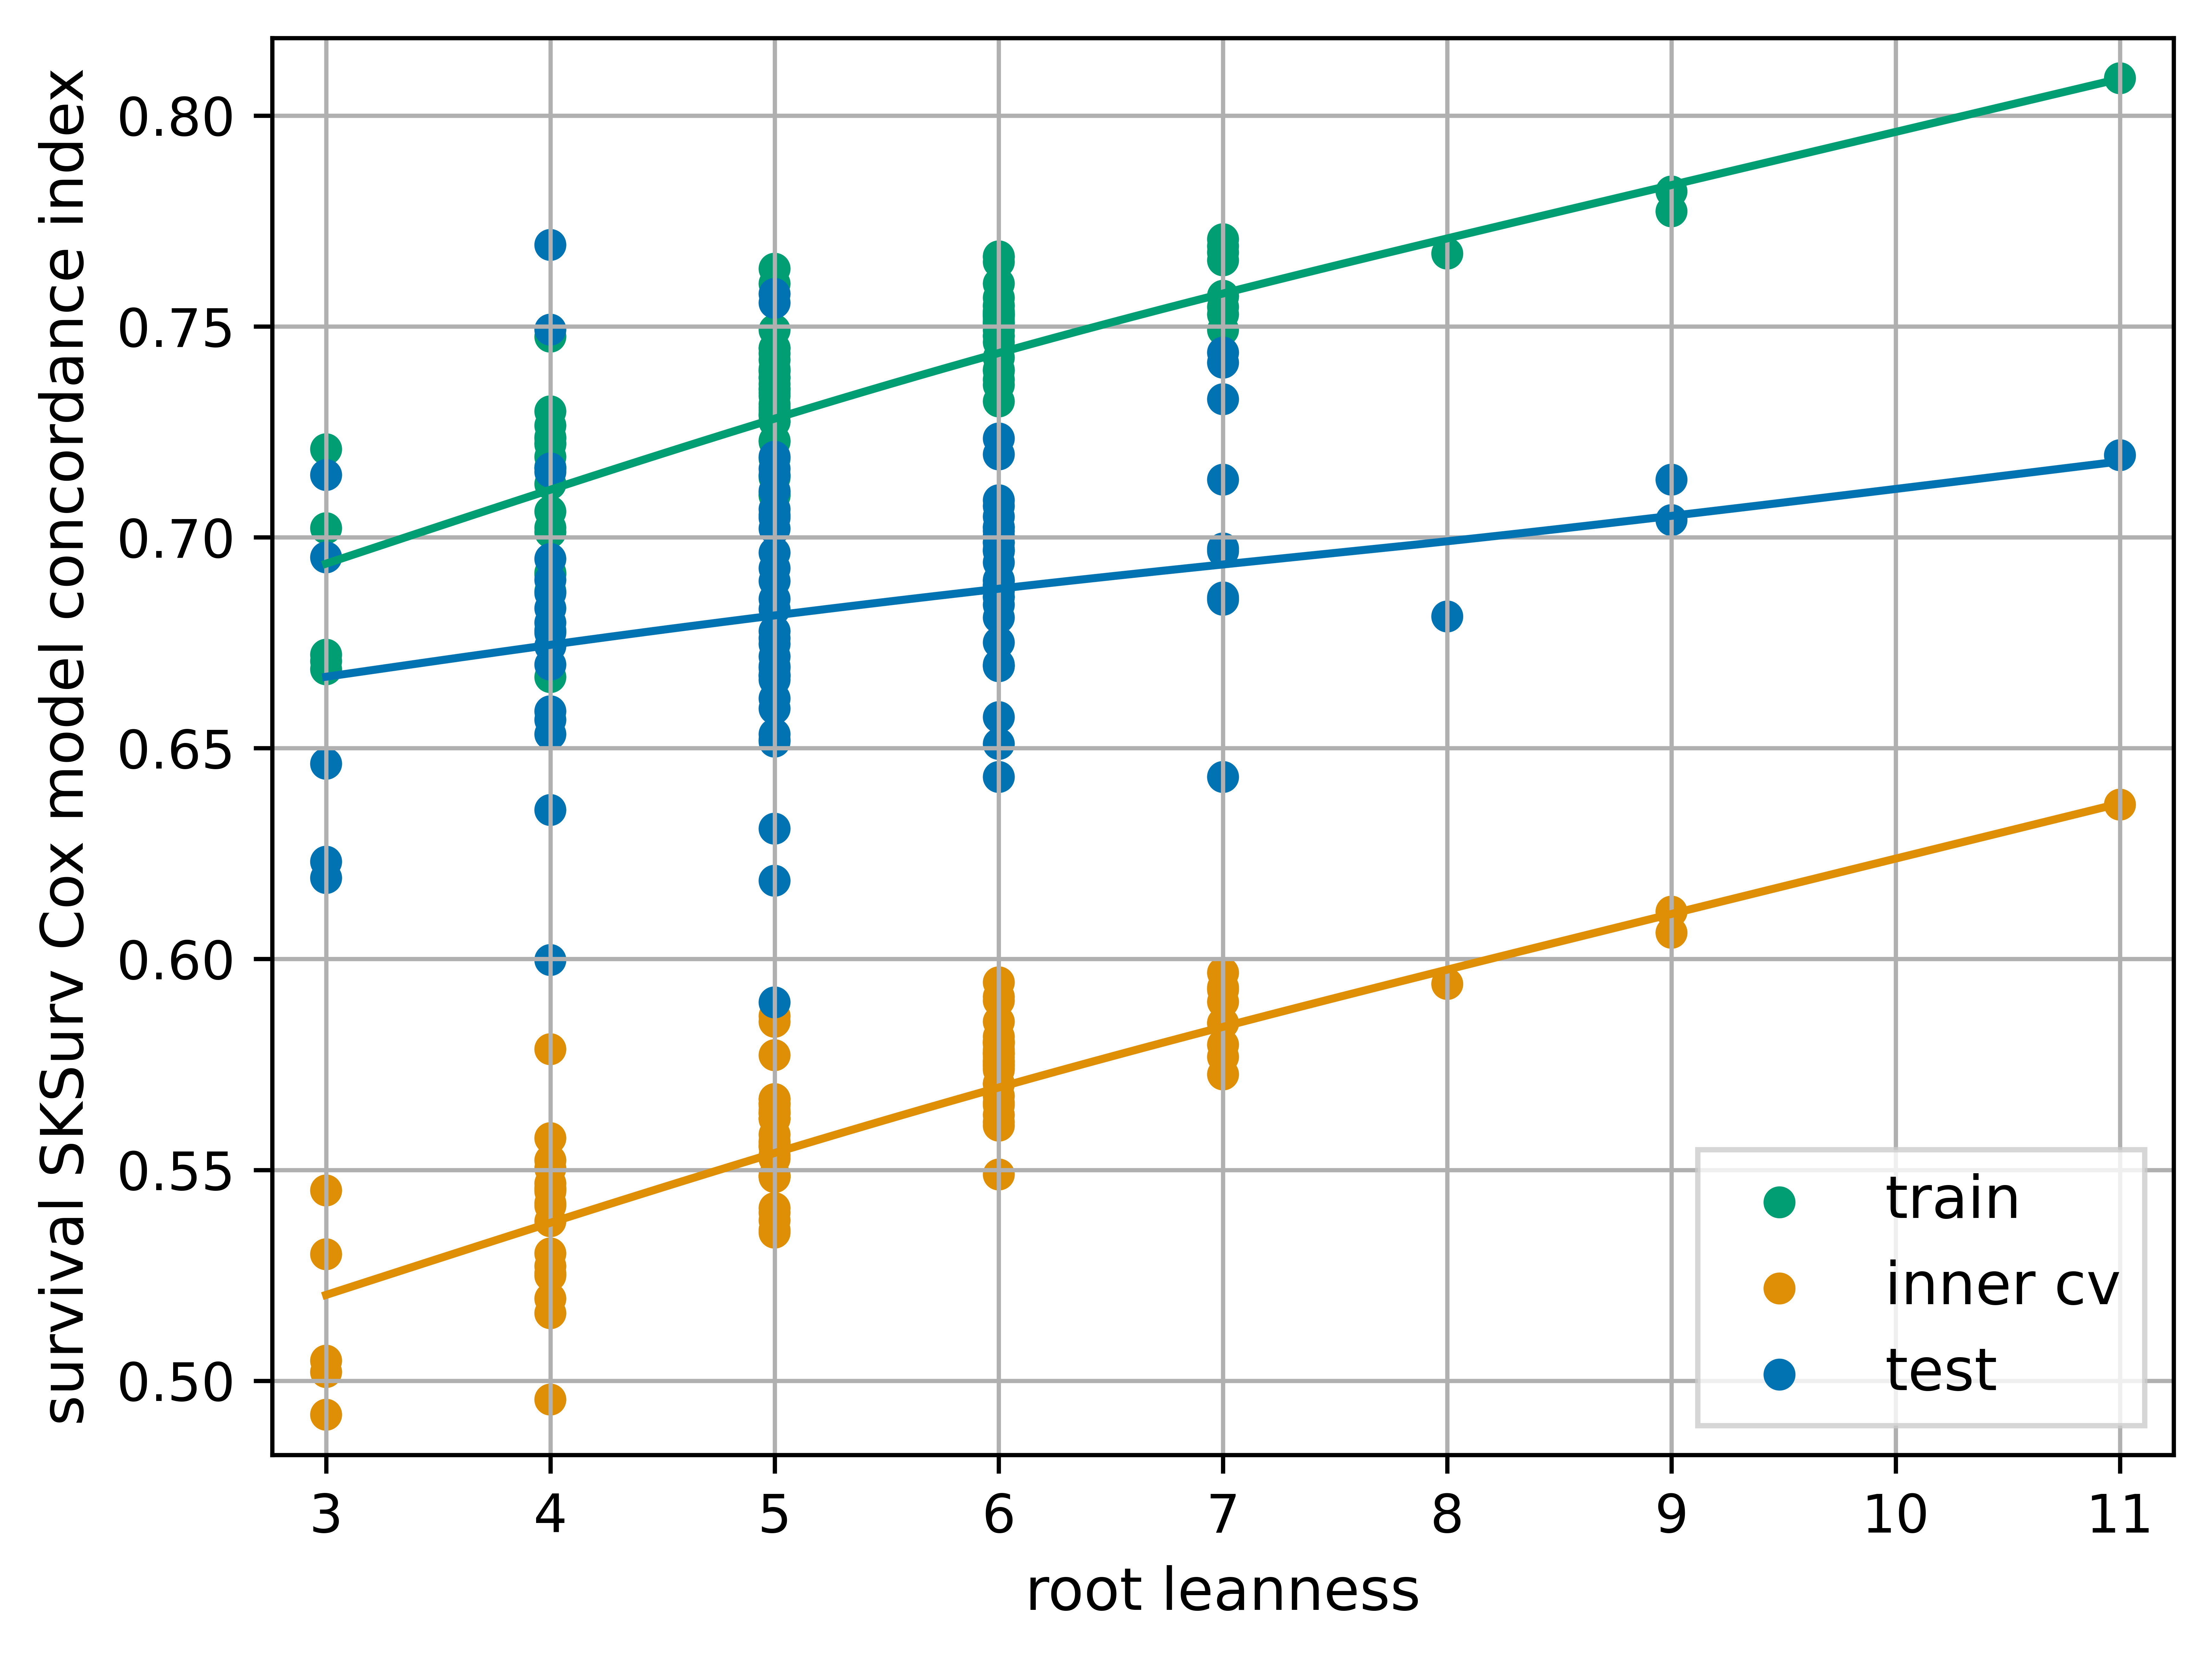 survival SKSurv Cox model concordance index
0.80
0.75
0.70
0.65
0.60
0.55
0.50
3 4 5 6 7 8 9 10 11
root leanness
train
inner cv
test